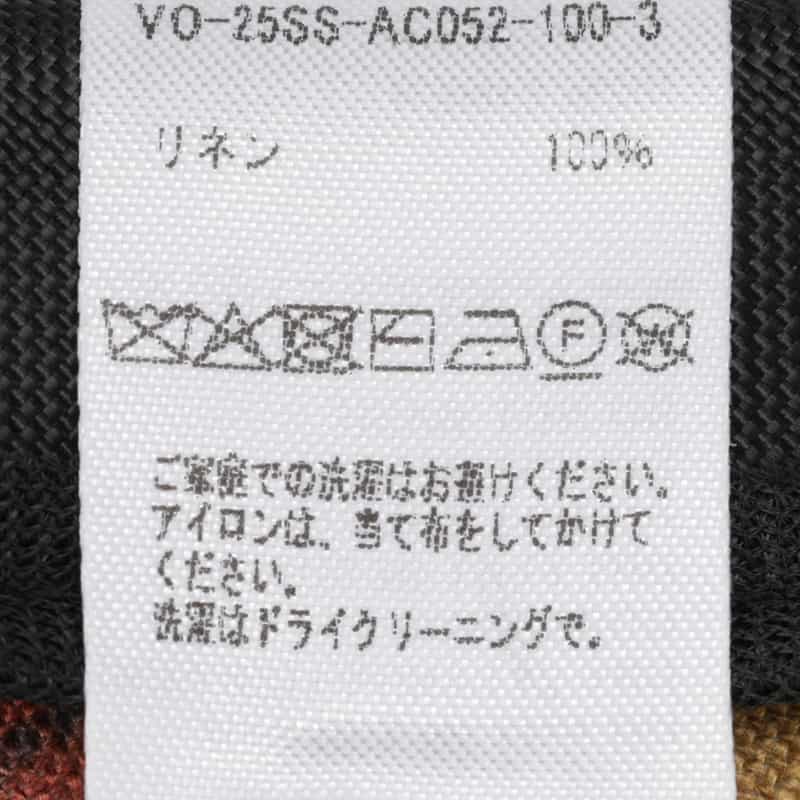 VO-25SS-AC052-100-3
リネン 100%
F
W
ご家庭での洗濯はお避けください。
アイロンは、当て布をしてかけて
ください。
洗濯はドライクリーニングで。